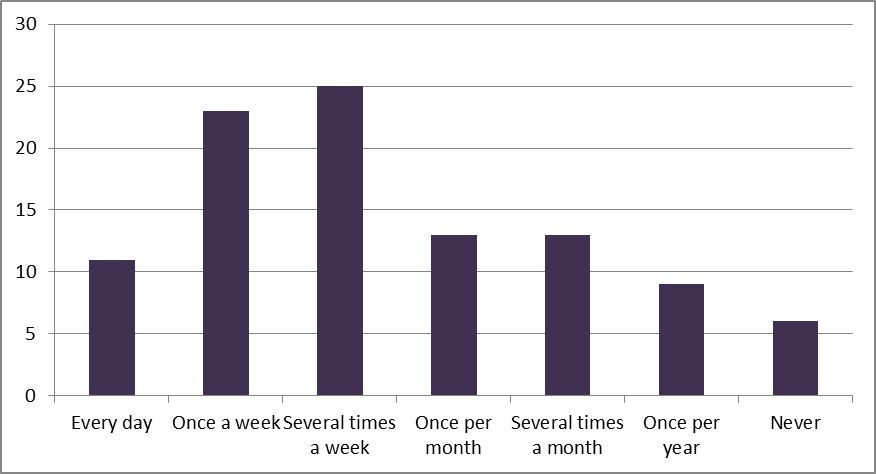 30
25
20
15
10
5
0
Every day
Once a week
Several times
a week
Once per
month
Several times
a month
Once per
year
Never